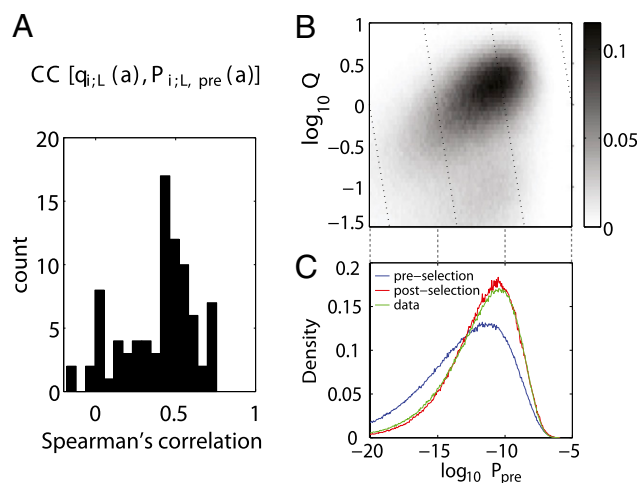 A
CC [q i;L (a), P i;L, pre (a)]
20
15
10
5
0
count
0 0.5 1
Spearman's correlation
B
1
0.5
0
−0.5
−1
−1.5
log10 Q
0.1
0.05
0
C
0.2
0.15
0.1
0.05
0
Density
pre-selection
post-selection
data
−20 −15 −10 −5
log10 Ppre